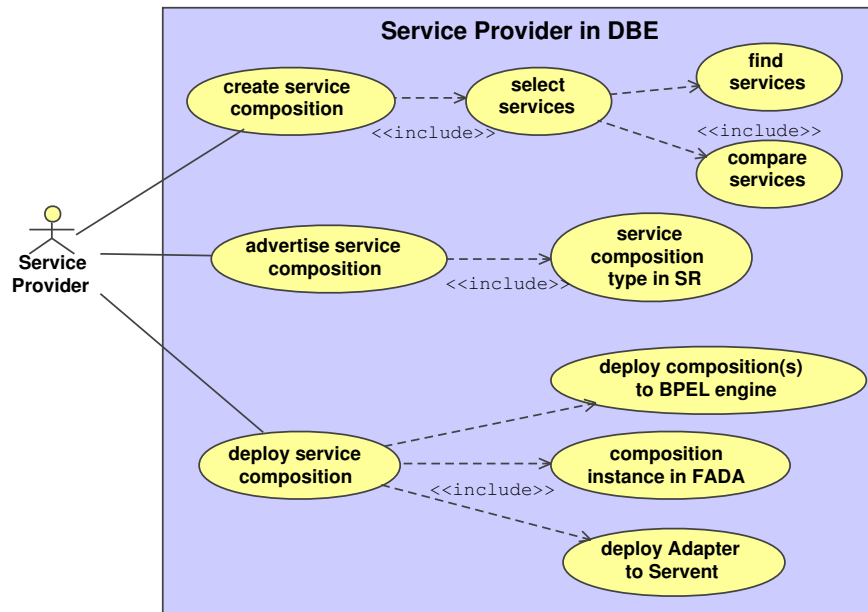 Service Provider in DBE
create service
composition
<<include>>
select
services
find
services
<<include>>
compare
services
Service
Provider
advertise service
composition
<<include>>
service
composition
type in SR
deploy service
composition
<<include>>
deploy composition(s)
to BPEL engine
composition
instance in FADA
deploy Adapter
to Servent